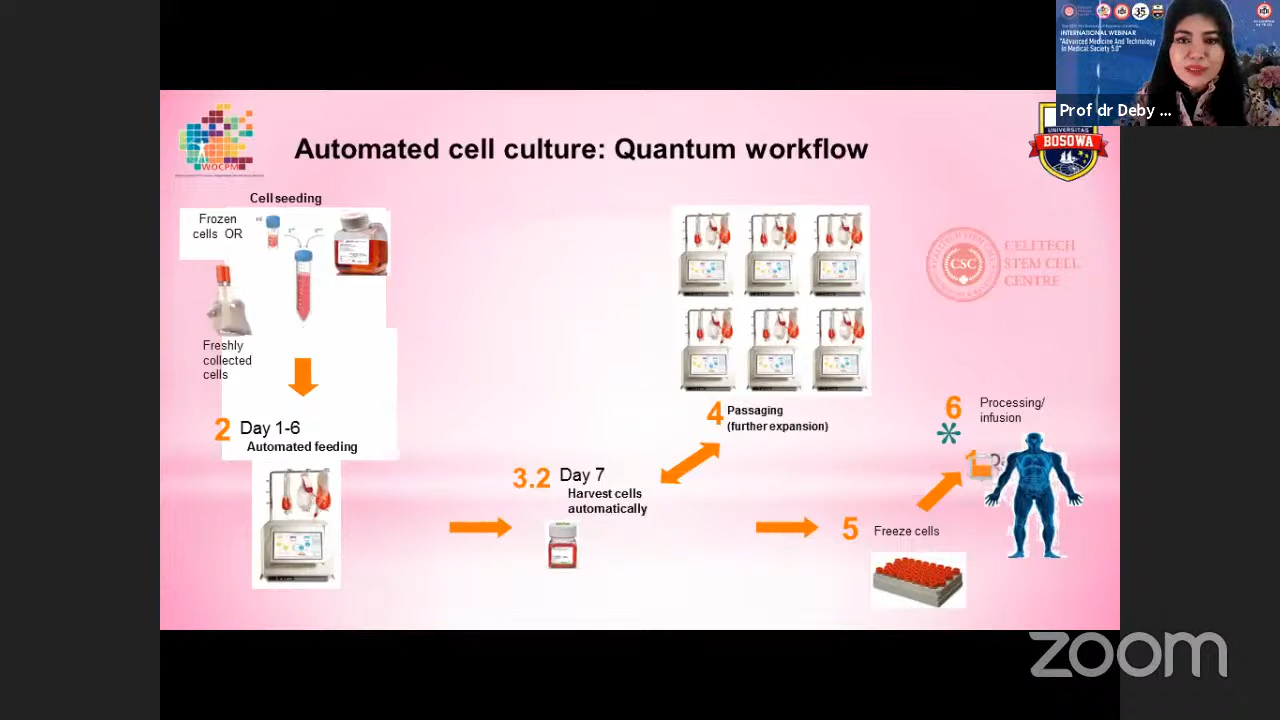 35
INTERNATIONAL WEBINAR
"Advanced Medicine And Technology
In Medical Society 5.0"
Prof dr Deby ...
WOCPM
Automated cell culture: Quantum workflow
UNIVERSITAS
BOSOWA
Cell seeding
Frozen
cells OR
Freshly
collected
cells
CSC
CELLTECH
STEM CELL
CENTRE
2 Day 1-6
Automated feeding
3.2 Day 7
Harvest cells
automatically
4 Passaging
(further expansion)
5 Freeze cells
6 Processing/
infusion
zoom